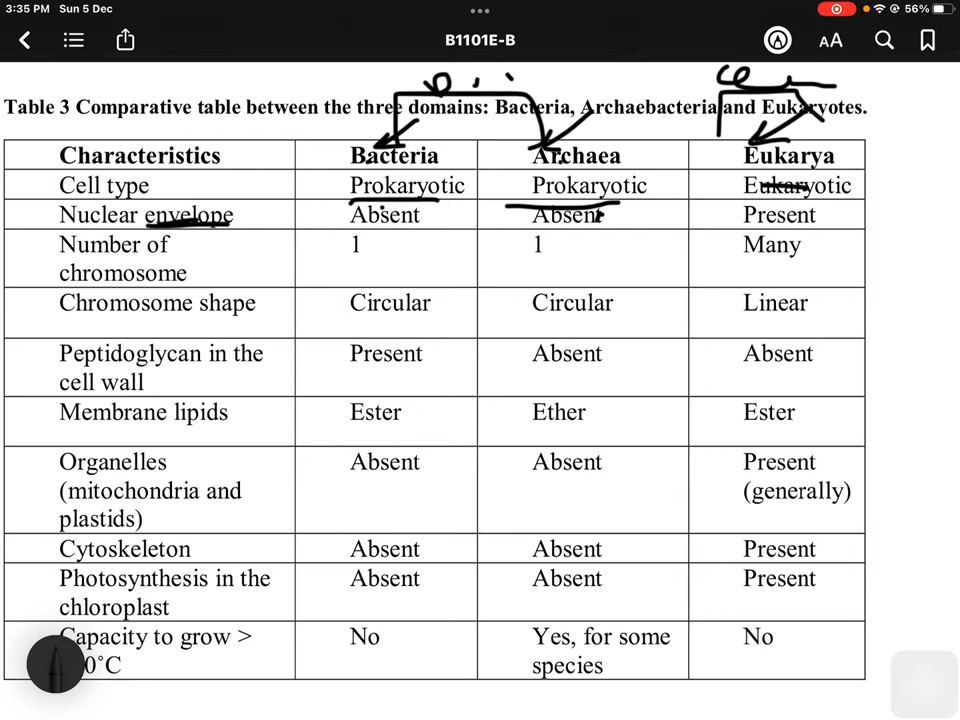 3:35 PM Sun 5 Dec 56%
B1101E-B
AA
Table 3 Comparative table between the three domains: Bacteria, Archaebacteria and Eukaryotes.
Characteristics Bacteria Archaea Eukarya
Cell type Prokaryotic Prokaryotic Eukaryotic
Nuclear envelope Absent Absent Present
Number of 1 1 Many
chromosome
Chromosome shape Circular Circular Linear
Peptidoglycan in the Present Absent Absent
cell wall
Membrane lipids Ester Ether Ester
Organelles Absent Absent Present
(mitochondria and (generally)
plastids)
Cytoskeleton Absent Absent Present
Photosynthesis in the Absent Absent Present
chloroplast
Capacity to grow > No Yes, for some No
0˚C species